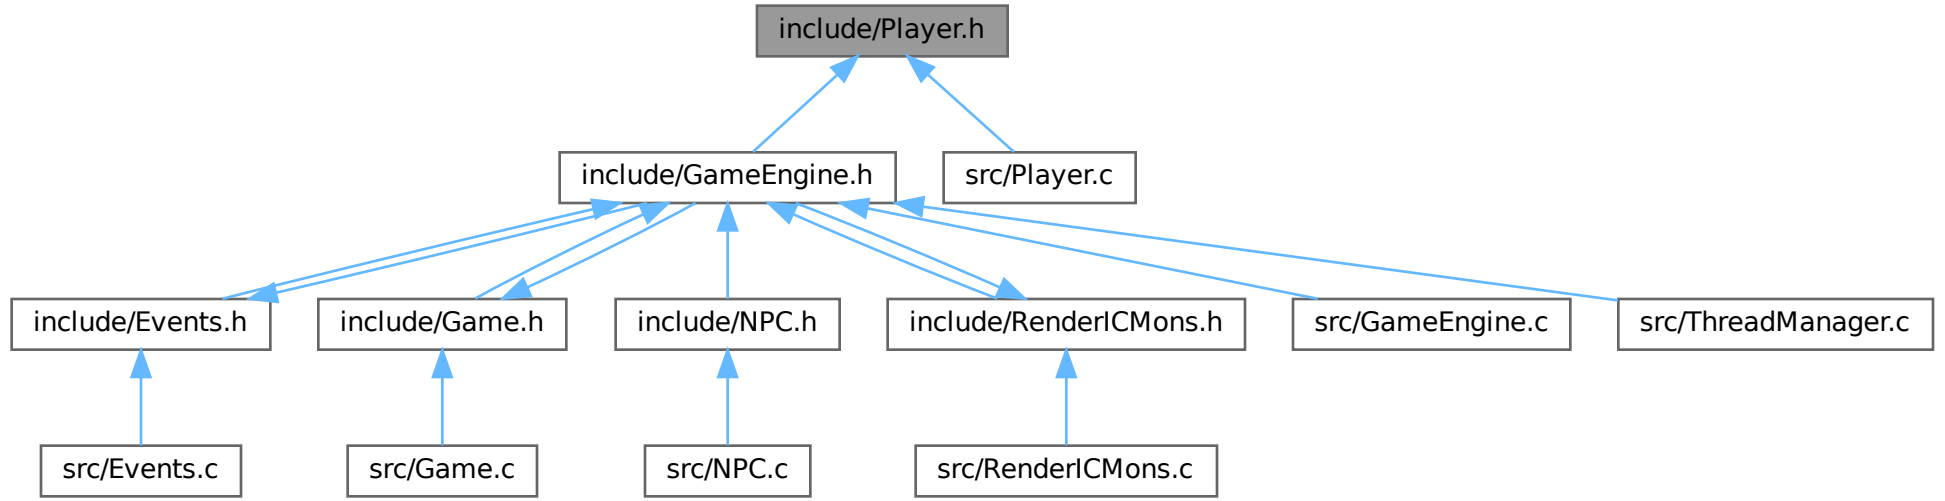 include/Player.h
include/GameEngine.h
src/Player.c
include/Events.h
include/Game.h
include/NPC.h
include/RenderICMons.h
src/GameEngine.c
src/ThreadManager.c
src/Events.c
src/Game.c
src/NPC.c
src/RenderICMons.c